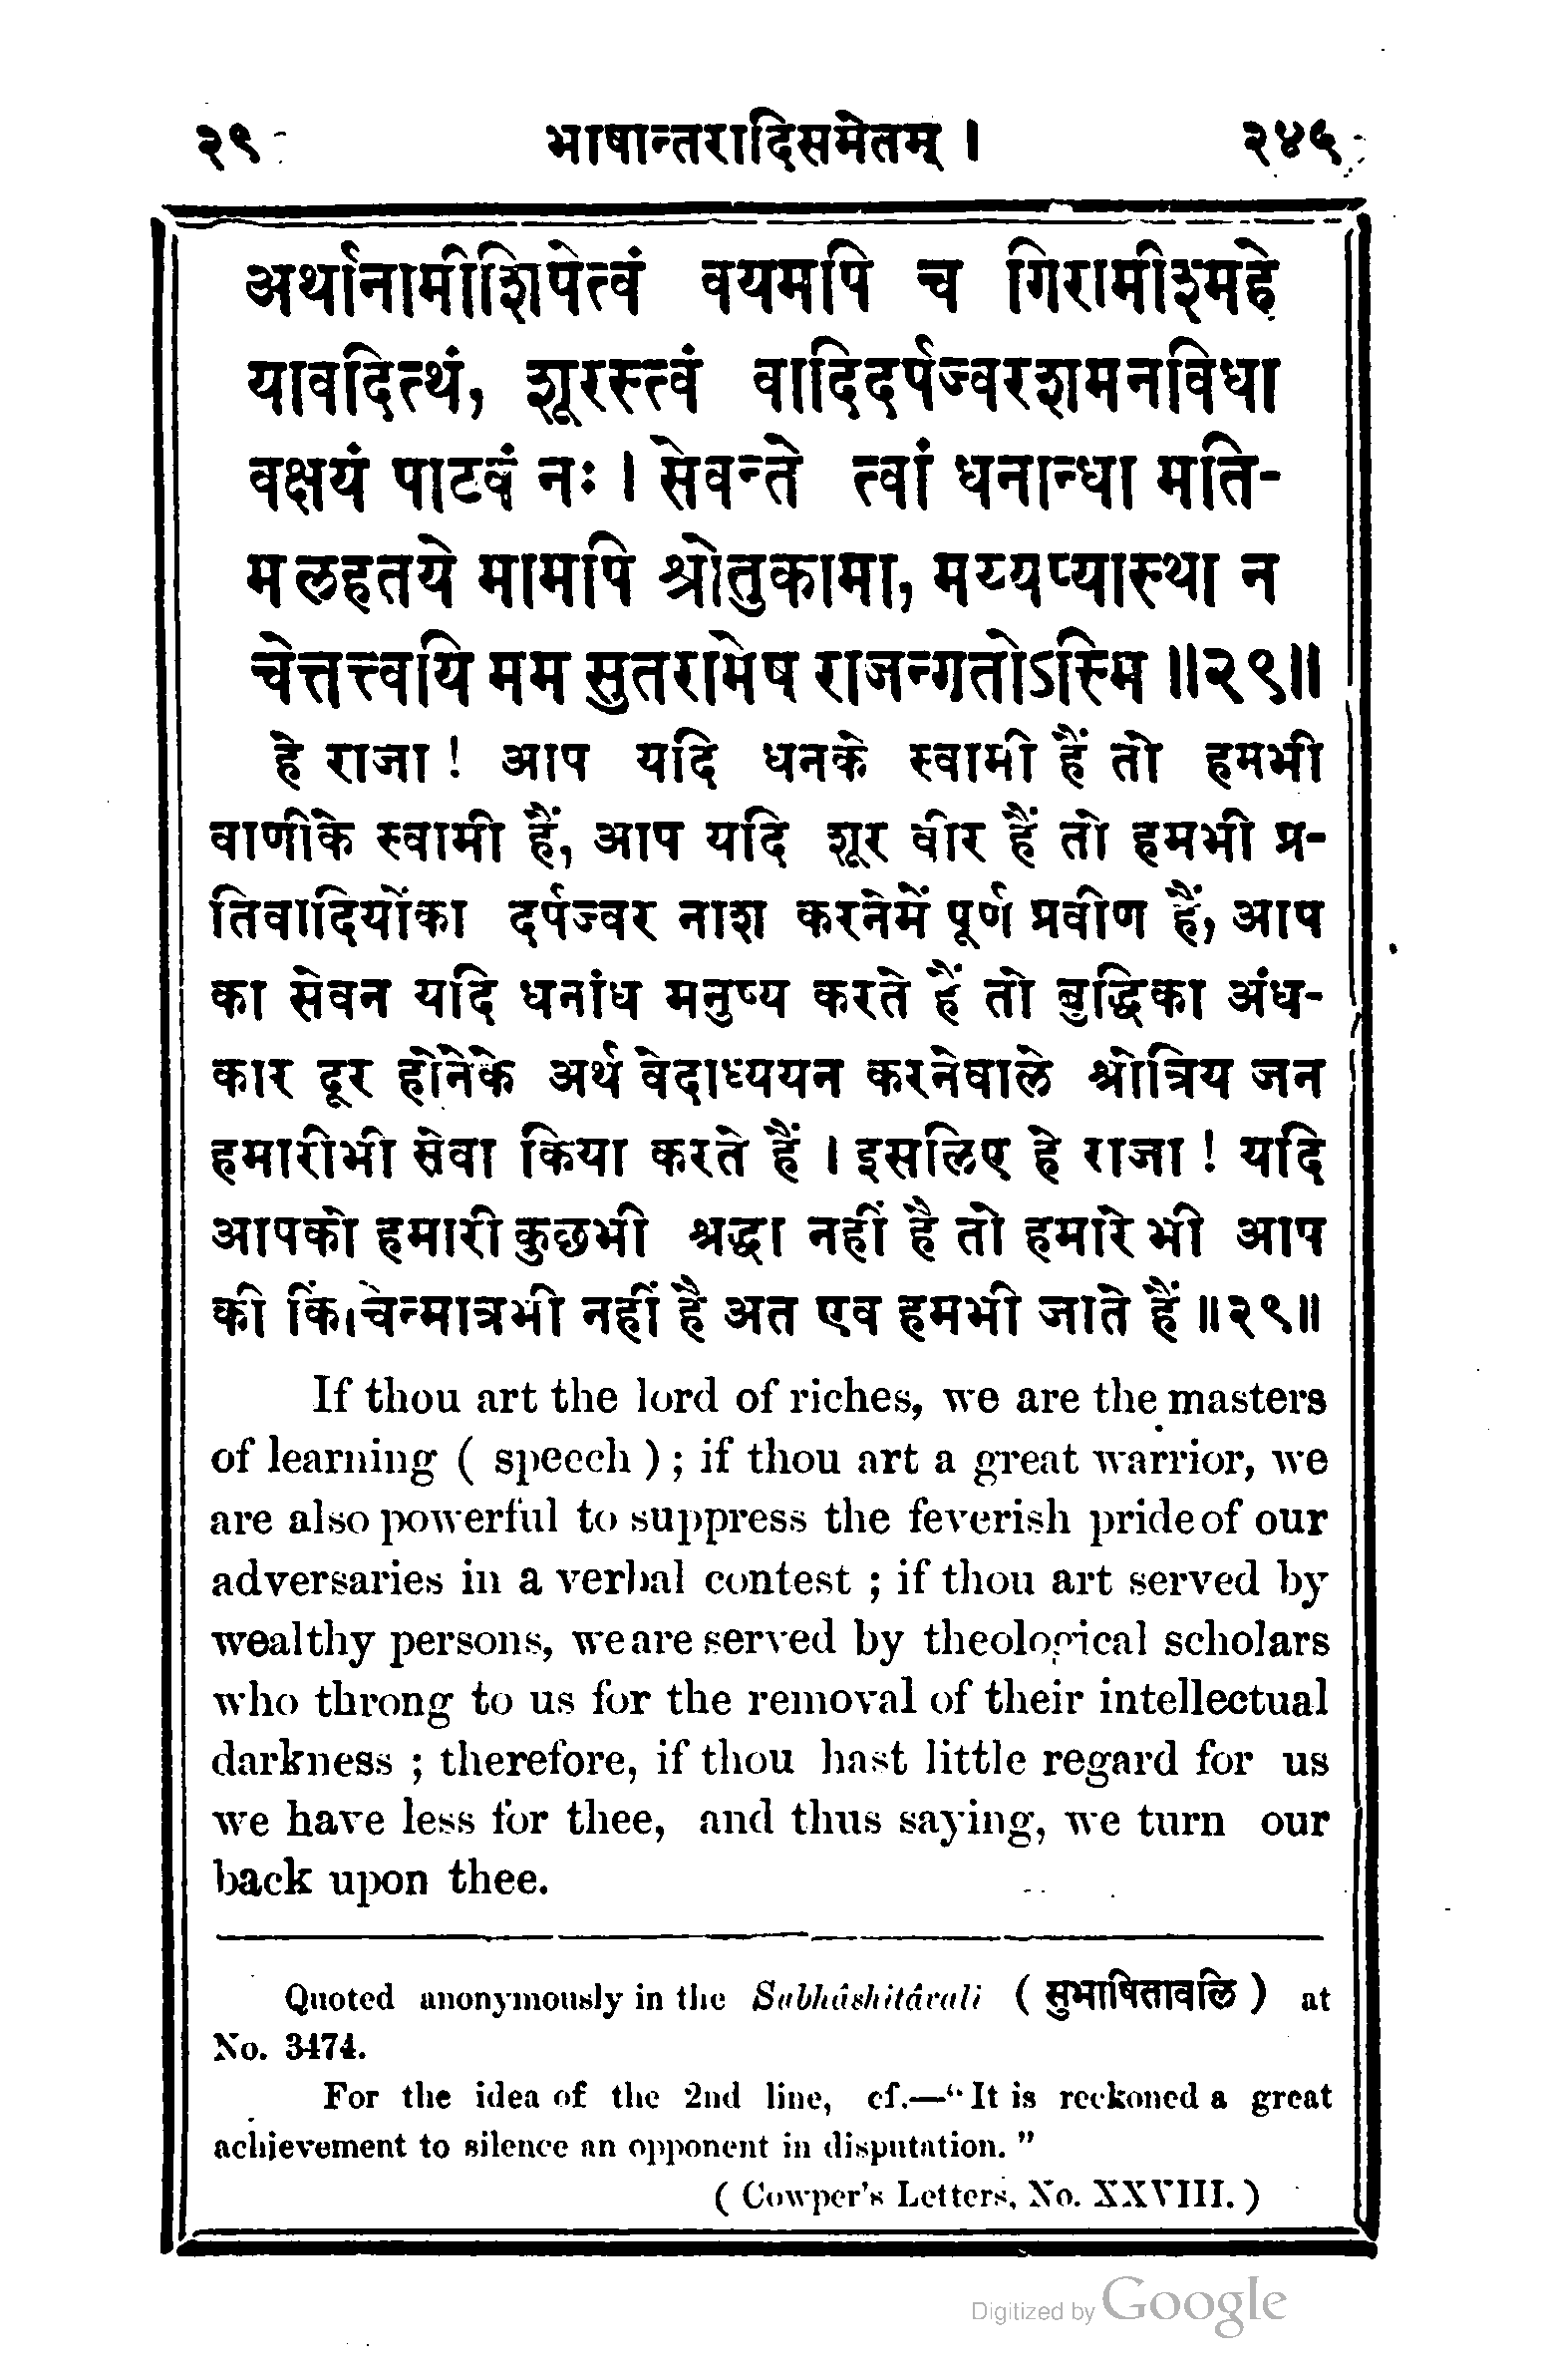 २९ भाषान्तरादिसमेतम् । २४५
अर्थानामीशिषेत्वं वयमपि च गिरामीश्महे
यावदित्थं, शूरस्त्वं वादिदर्पज्वरशमनविधा
वक्षयं पाटवं नः । सेवन्ते त्वां धनान्धा मति-
मलहतये मामपि श्रोतुकामा, मय्यप्यास्था न
चेत्तत्त्वयि मम सुतरामेष राजन्गतोऽस्मि ॥२९॥
हे राजा ! आप यदि धनके स्वामी हैं तो हमभी
वाणीके स्वामी हैं, आप यदि शूर वीर हैं तो हमभी प्र-
तिवादियोंका दर्पज्वर नाश करनेमें पूर्ण प्रवीण हैं, आप
का सेवन यदि धनांध मनुष्य करते हैं तो बुद्धिका अंध-
कार दूर होनेके अर्थ वेदाध्ययन करनेवाले श्रोत्रिय जन
हमारीभी सेवा किया करते हैं । इसलिए हे राजा ! यदि
आपको हमारी कुछभी श्रद्धा नहीं है तो हमारे भी आप
की किंचिन्मात्रभी नहीं है अत एव हमभी जाते हैं ॥२९॥
If thou art the lord of riches, we are the masters
of learning ( speech ) ; if thou art a great warrior, we
are also powerful to suppress the feverish pride of our
adversaries in a verbal contest ; if thou art served by
wealthy persons, we are served by theological scholars
who throng to us for the removal of their intellectual
darkness ; therefore, if thou hast little regard for us
we have less for thee, and thus saying, we turn our
back upon thee.
Quoted anonymously in the Subhâshitâvali ( सुभाषितावलि ) at
No. 3474.
For the idea of the 2nd line, cf.—“It is reckoned a great
achievement to silence an opponent in disputation. ”
( Cowper's Letters, No. XXVIII. )
Digitized by Google